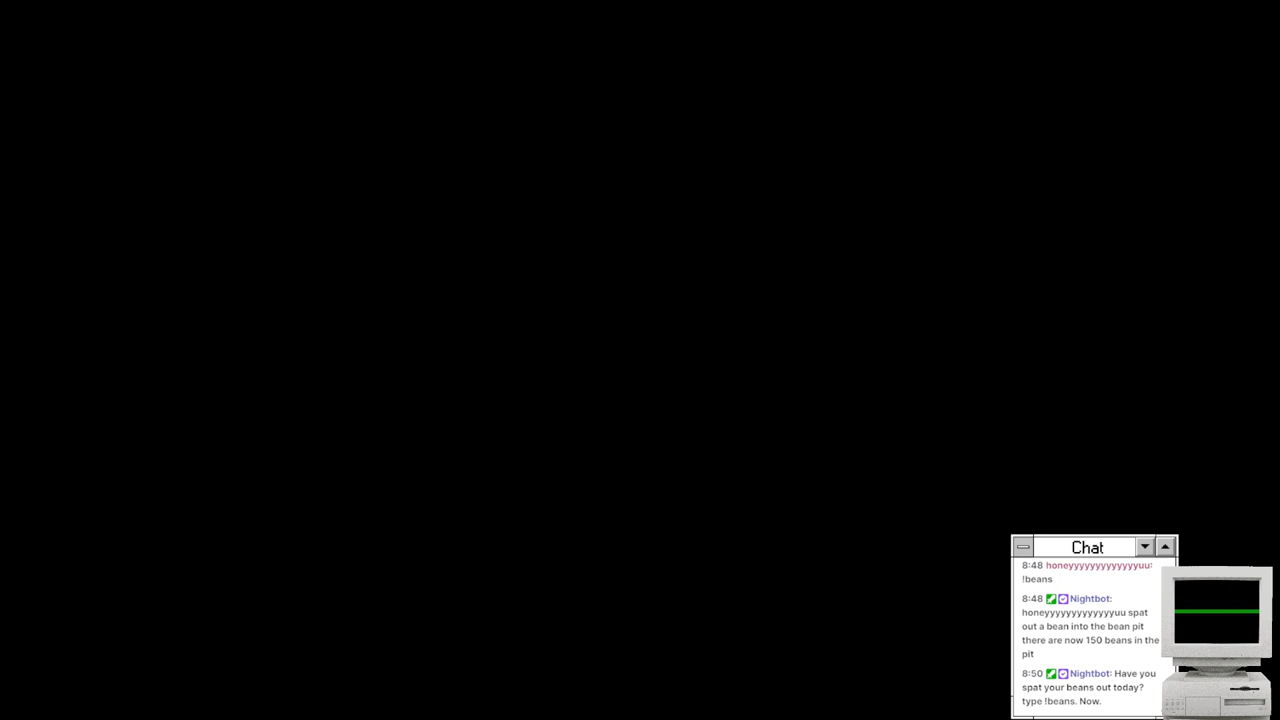 Chat
8:48 honeyyyyyyyyyyyyyuu:
!beans
8:48 Nightbot:
honeyyyyyyyyyyyyyuu spat
out a bean into the bean pit
there are now 150 beans in the
pit
8:50 Nightbot: Have you
spat your beans out today?
type !beans. Now.